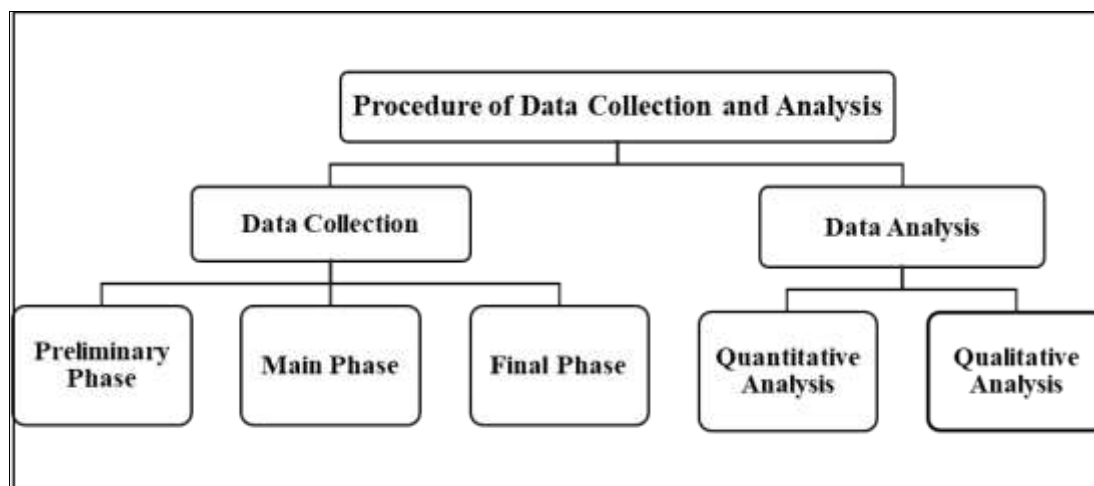 Procedure of Data Collection and Analysis
Data Collection
Data Analysis
Preliminary
Phase
Main Phase
Final Phase
Quantitative
Analysis
Qualitative
Analysis